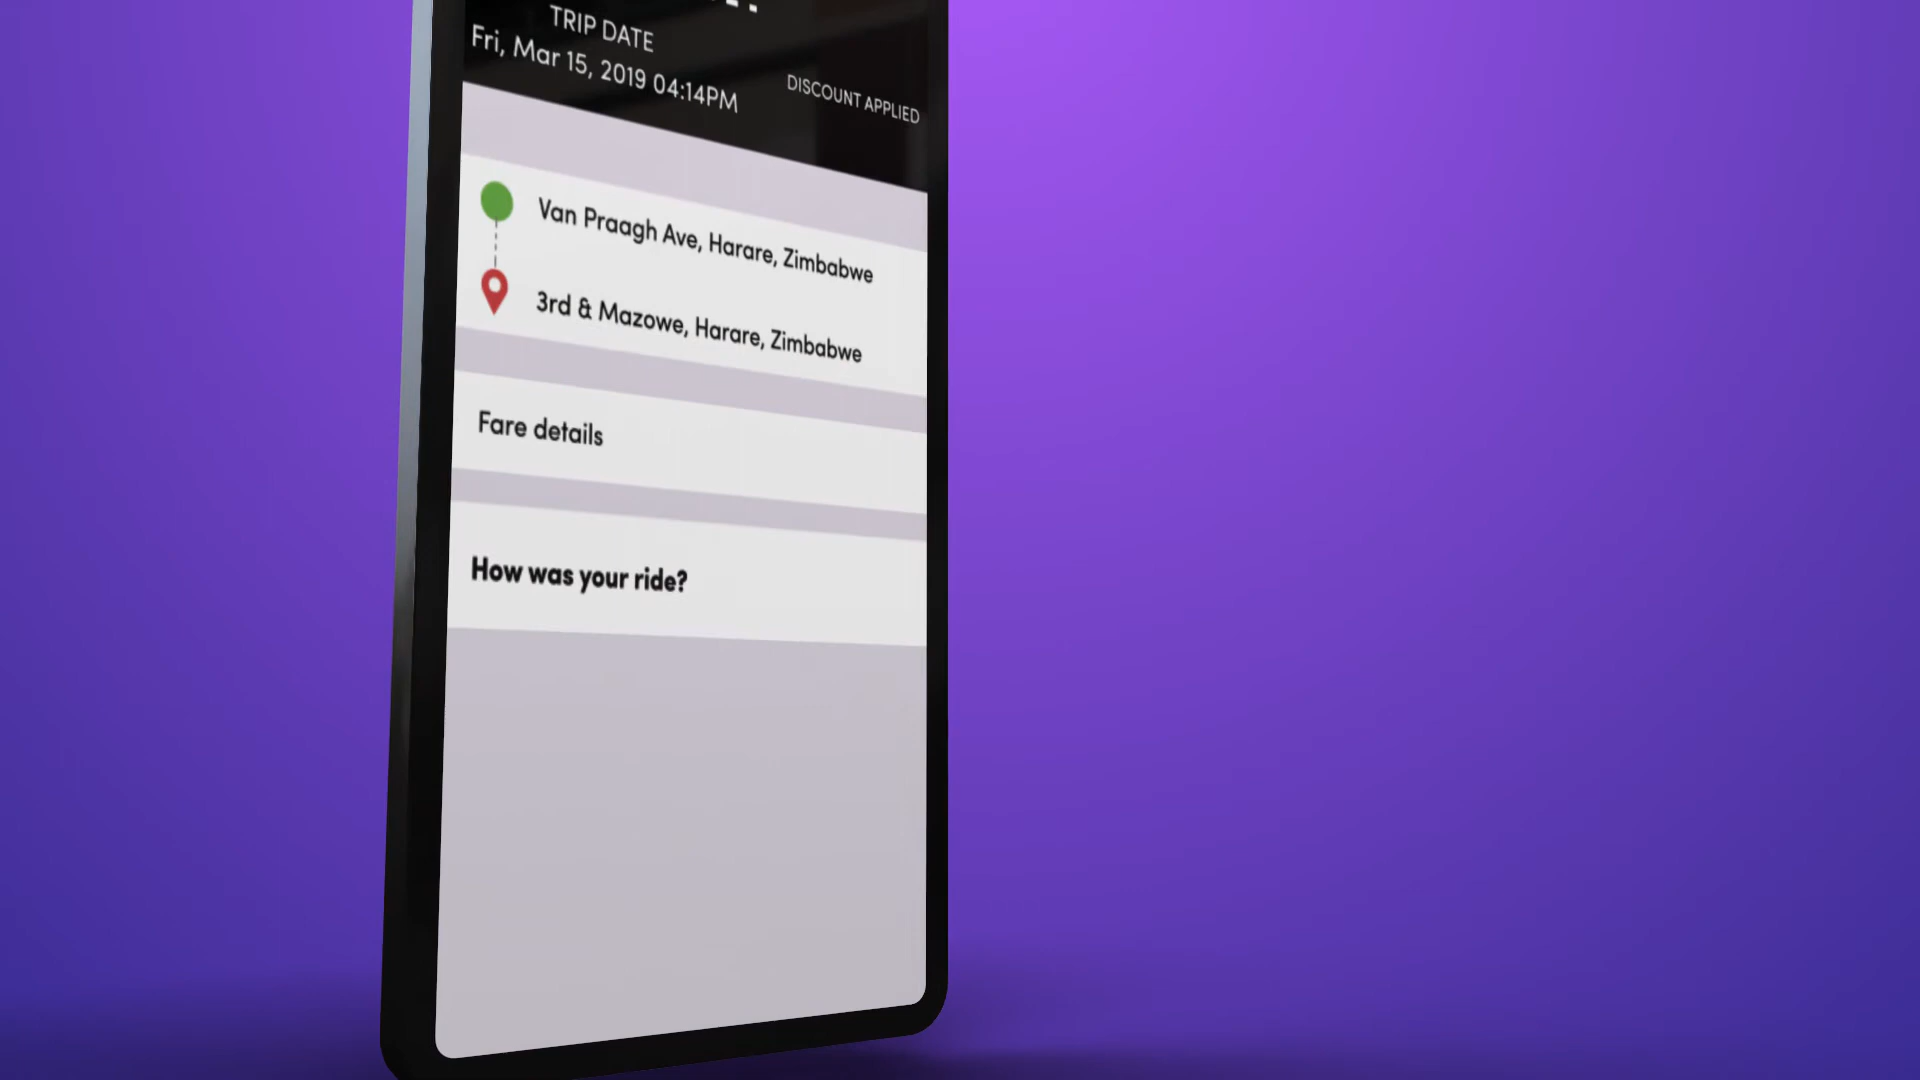 TRIP DATE
Fri, Mar 15, 2019 04:14PM
DISCOUNT APPLIED
Van Praagh Ave, Harare, Zimbabwe
3rd & Mazowe, Harare, Zimbabwe
Fare details
How was your ride?